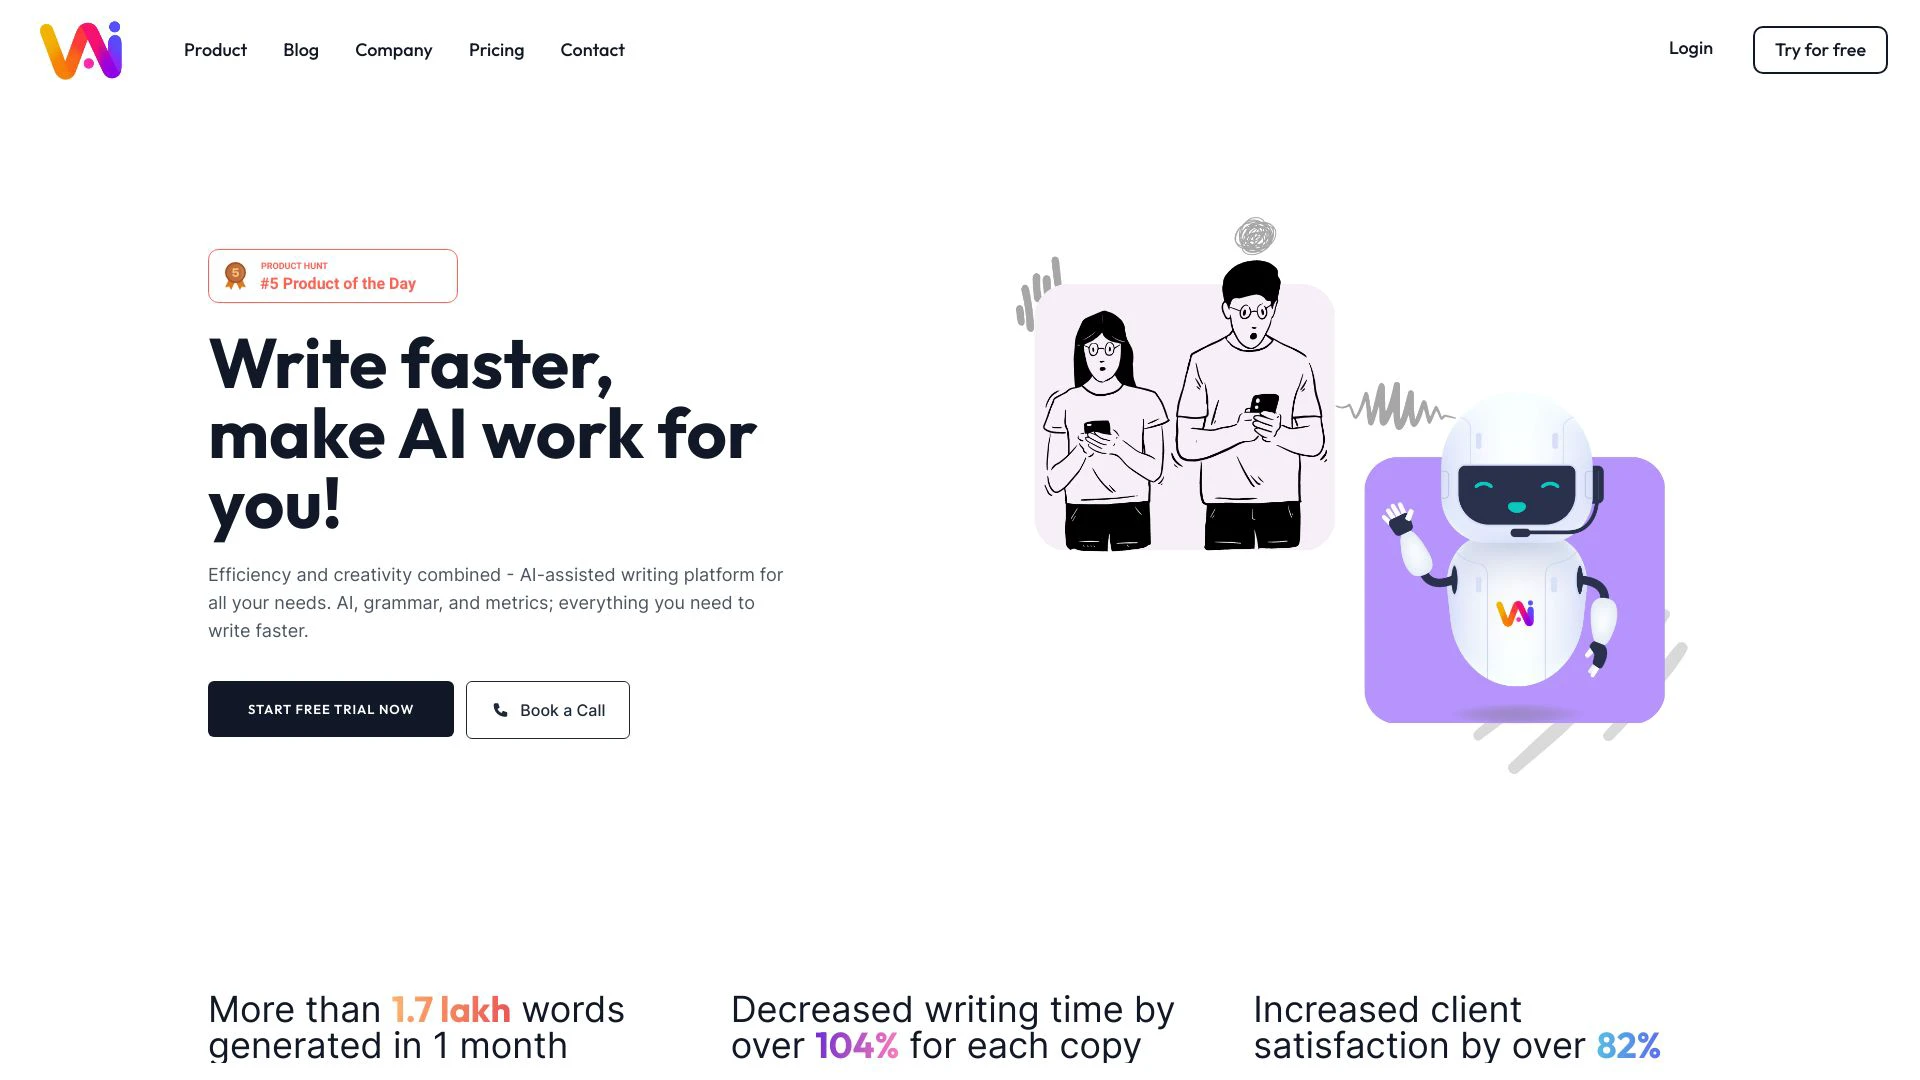 Product Blog Company Pricing Contact
Login
Try for free
5
PRODUCT HUNT
#5 Product of the Day
Write faster,
make AI work for
you!
Efficiency and creativity combined - AI-assisted writing platform for
all your needs. AI, grammar, and metrics; everything you need to
write faster.
START FREE TRIAL NOW
Book a Call
More than 1.7 lakh words
generated in 1 month
Decreased writing time by
over 104% for each copy
Increased client
satisfaction by over 82%